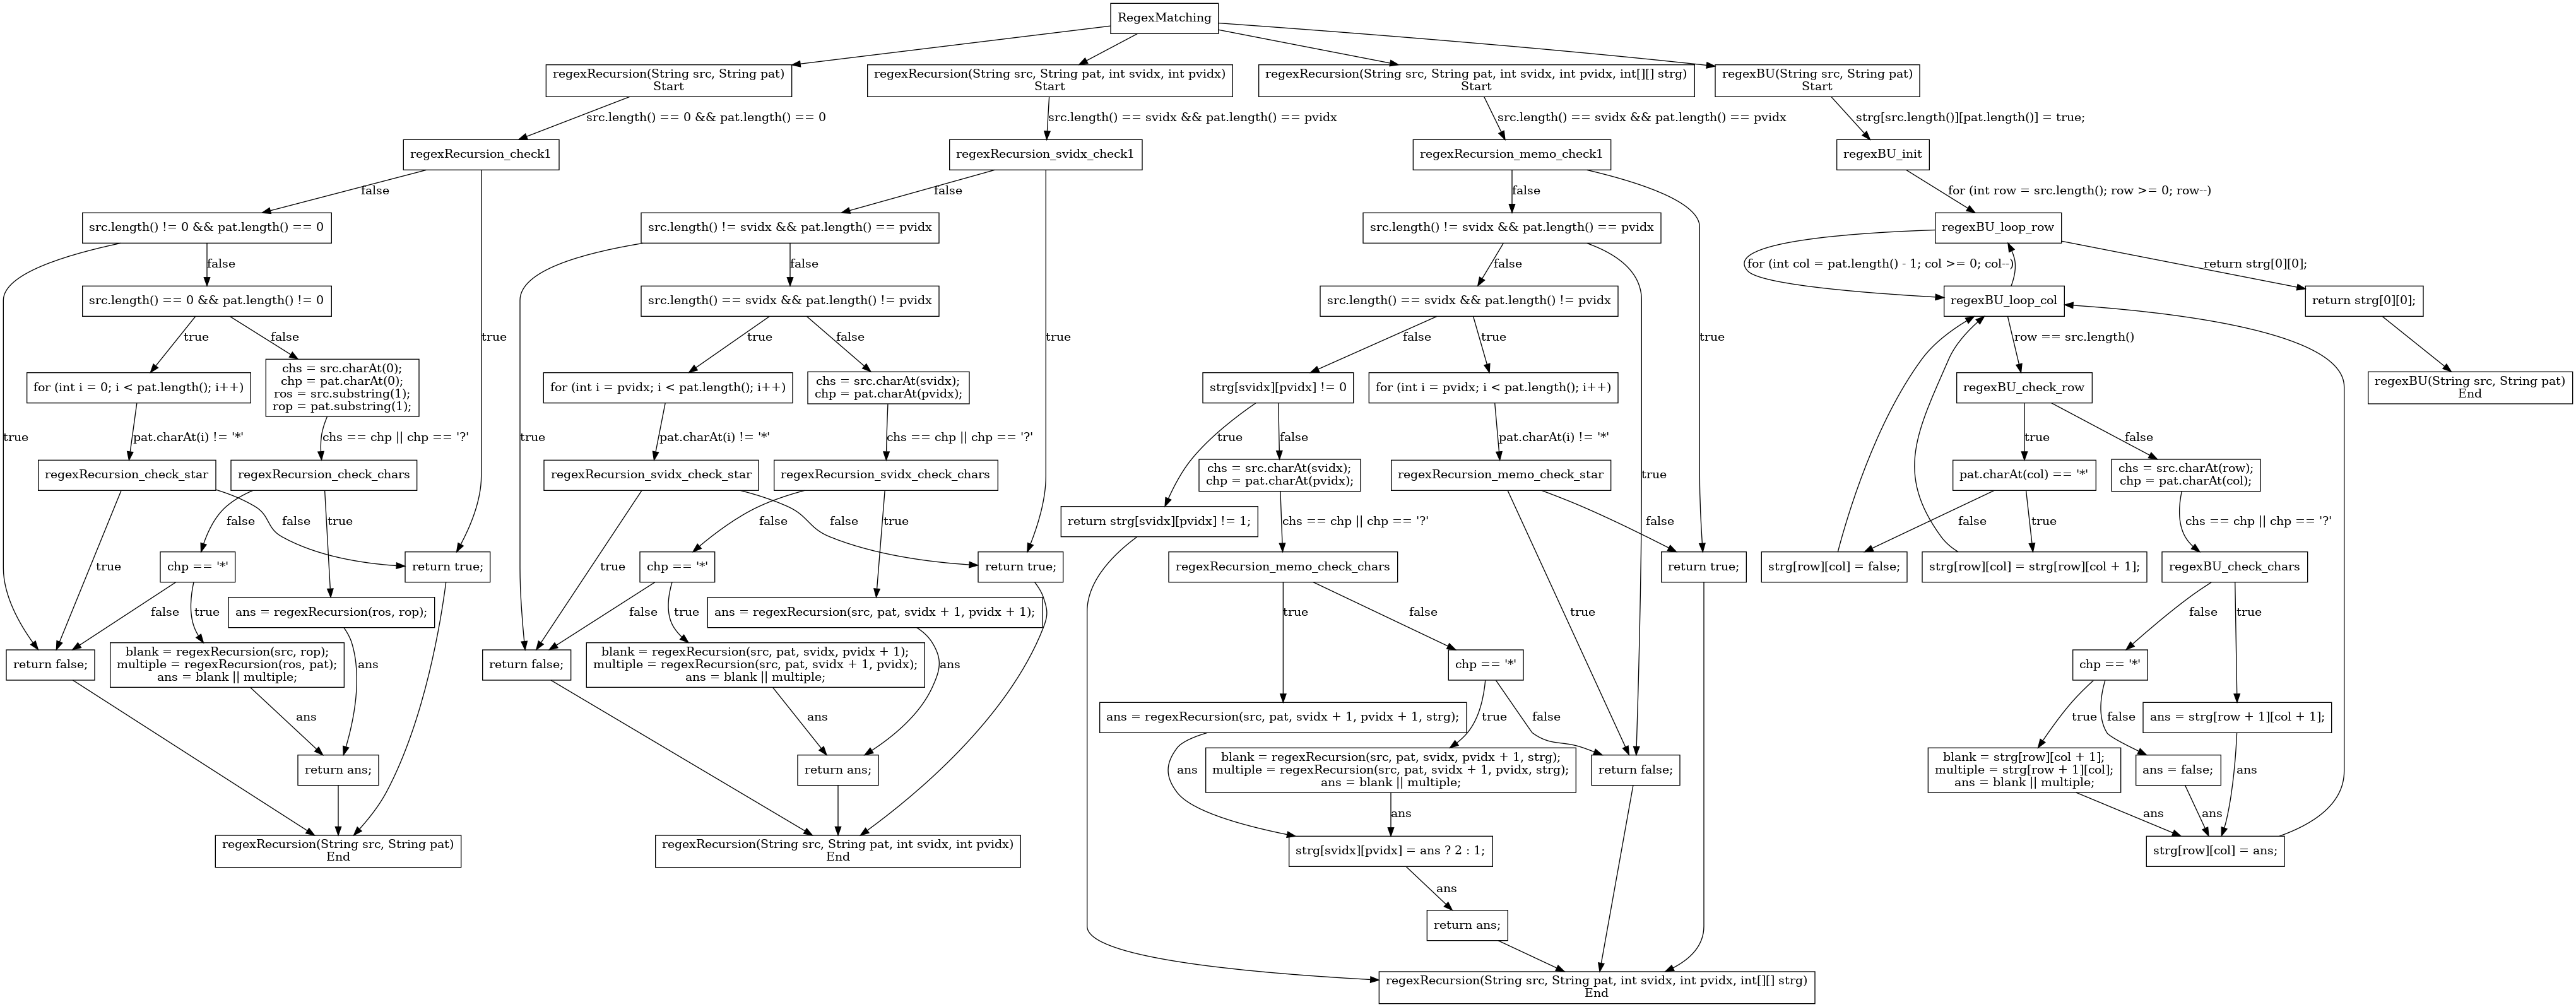 RegexMatching
regexRecursion(String src, String pat)
Start
regexRecursion(String src, String pat, int svidx, int pvidx)
Start
regexRecursion(String src, String pat, int svidx, int pvidx, int[][] strg)
Start
regexBU(String src, String pat)
Start
src.length() == 0 && pat.length() == 0
src.length() == svidx && pat.length() == pvidx
src.length() == svidx && pat.length() == pvidx
strg[src.length()][pat.length()] = true;
regexRecursion_check1
regexRecursion_svidx_check1
regexRecursion_memo_check1
regexBU_init
false
false
false
for (int row = src.length(); row >= 0; row--)
src.length() != 0 && pat.length() == 0
src.length() != svidx && pat.length() == pvidx
src.length() != svidx && pat.length() == pvidx
regexBU_loop_row
false
false
false
for (int col = pat.length() - 1; col >= 0; col--)
return strg[0][0];
src.length() == 0 && pat.length() != 0
src.length() == svidx && pat.length() != pvidx
src.length() == svidx && pat.length() != pvidx
regexBU_loop_col
return strg[0][0];
true
false
true
true
false
true
false
true
true
row == src.length()
for (int i = 0; i < pat.length(); i++)
chs = src.charAt(0);
chp = pat.charAt(0);
ros = src.substring(1);
rop = pat.substring(1);
for (int i = pvidx; i < pat.length(); i++)
chs = src.charAt(svidx);
chp = pat.charAt(pvidx);
strg[svidx][pvidx] != 0
for (int i = pvidx; i < pat.length(); i++)
regexBU_check_row
regexBU(String src, String pat)
End
true
pat.charAt(i) != '*'
chs == chp || chp == '?'
true
pat.charAt(i) != '*'
chs == chp || chp == '?'
true
false
pat.charAt(i) != '*'
true
false
regexRecursion_check_star
regexRecursion_check_chars
regexRecursion_svidx_check_star
regexRecursion_svidx_check_chars
chs = src.charAt(svidx);
chp = pat.charAt(pvidx);
regexRecursion_memo_check_star
true
pat.charAt(col) == '*'
chs = src.charAt(row);
chp = pat.charAt(col);
false
false
true
false
true
false
return strg[svidx][pvidx] != 1;
chs == chp || chp == '?'
false
false
true
chs == chp || chp == '?'
true
chp == '*'
return true;
true
chp == '*'
return true;
regexRecursion_memo_check_chars
return true;
strg[row][col] = false;
strg[row][col] = strg[row][col + 1];
regexBU_check_chars
false
true
ans = regexRecursion(ros, rop);
false
true
ans = regexRecursion(src, pat, svidx + 1, pvidx + 1);
true
false
true
false
true
return false;
blank = regexRecursion(src, rop);
multiple = regexRecursion(ros, pat);
ans = blank || multiple;
ans
return false;
blank = regexRecursion(src, pat, svidx, pvidx + 1);
multiple = regexRecursion(src, pat, svidx + 1, pvidx);
ans = blank || multiple;
ans
chp == '*'
chp == '*'
ans
ans
ans = regexRecursion(src, pat, svidx + 1, pvidx + 1, strg);
true
false
true
false
ans = strg[row + 1][col + 1];
return ans;
return ans;
ans
blank = regexRecursion(src, pat, svidx, pvidx + 1, strg);
multiple = regexRecursion(src, pat, svidx + 1, pvidx, strg);
ans = blank || multiple;
return false;
blank = strg[row][col + 1];
multiple = strg[row + 1][col];
ans = blank || multiple;
ans = false;
ans
ans
ans
ans
regexRecursion(String src, String pat)
End
regexRecursion(String src, String pat, int svidx, int pvidx)
End
strg[svidx][pvidx] = ans ? 2 : 1;
strg[row][col] = ans;
ans
return ans;
regexRecursion(String src, String pat, int svidx, int pvidx, int[][] strg)
End